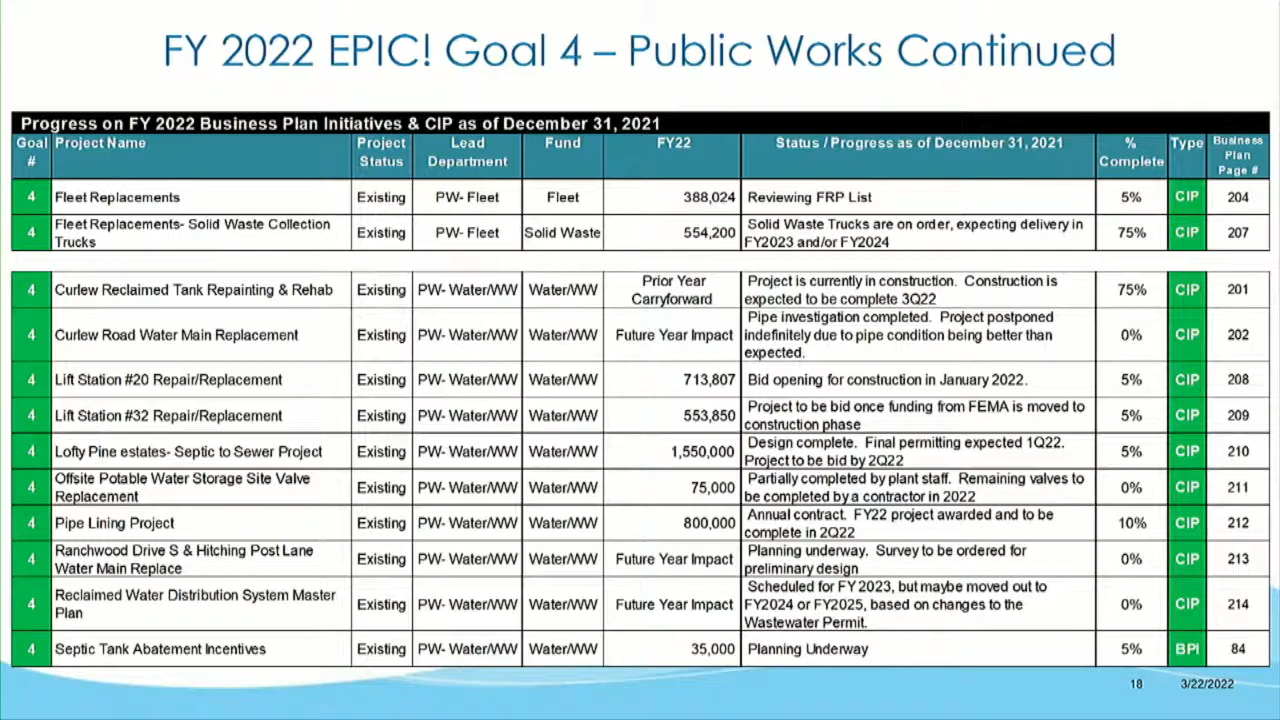 FY 2022 EPIC! Goal 4 – Public Works Continued
Progress on FY 2022 Business Plan Initiatives & CIP as of December 31, 2021
Goal # Project Name Project Status Lead Department Fund FY22 Status / Progress as of December 31, 2021 % Complete Type Business Plan Page #
4 Fleet Replacements Existing PW- Fleet Fleet 388,024 Reviewing FRP List 5% CIP 204
4 Fleet Replacements- Solid Waste Collection Trucks Existing PW- Fleet Solid Waste 554,200 Solid Waste Trucks are on order, expecting delivery in FY2023 and/or FY2024 75% CIP 207
4 Curlew Reclaimed Tank Repainting & Rehab Existing PW- Water/WW Water/WW Prior Year Carryforward Project is currently in construction. Construction is expected to be complete 3Q22 75% CIP 201
4 Curlew Road Water Main Replacement Existing PW- Water/WW Water/WW Future Year Impact Pipe investigation completed. Project postponed indefinitely due to pipe condition being better than expected. 0% CIP 202
4 Lift Station #20 Repair/Replacement Existing PW- Water/WW Water/WW 713,807 Bid opening for construction in January 2022. 5% CIP 208
4 Lift Station #32 Repair/Replacement Existing PW- Water/WW Water/WW 553,850 Project to be bid once funding from FEMA is moved to construction phase 5% CIP 209
4 Lofty Pine estates- Septic to Sewer Project Existing PW- Water/WW Water/WW 1,550,000 Design complete. Final permitting expected 1Q22. Project to be bid by 2Q22 5% CIP 210
4 Offsite Potable Water Storage Site Valve Replacement Existing PW- Water/WW Water/WW 75,000 Partially completed by plant staff. Remaining valves to be completed by a contractor in 2022 0% CIP 211
4 Pipe Lining Project Existing PW- Water/WW Water/WW 800,000 Annual contract. FY22 project awarded and to be complete in 2Q22 10% CIP 212
4 Ranchwood Drive S & Hitching Post Lane Water Main Replace Existing PW- Water/WW Water/WW Future Year Impact Planning underway. Survey to be ordered for preliminary design 0% CIP 213
4 Reclaimed Water Distribution System Master Plan Existing PW- Water/WW Water/WW Future Year Impact Scheduled for FY 2023, but maybe moved out to FY2024 or FY2025, based on changes to the Wastewater Permit. 0% CIP 214
4 Septic Tank Abatement Incentives Existing PW- Water/WW Water/WW 35,000 Planning Underway 5% BPI 84
18 3/22/2022